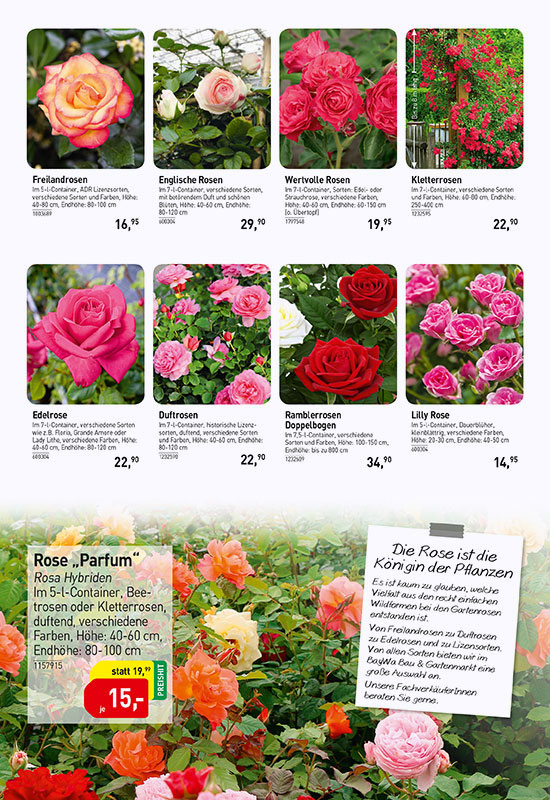 Bis zu 8 m hoch
Freilandrosen
Im 5-l-Container, ADR Lizenzsorten,
verschiedene Sorten und Farben, Höhe:
40-80 cm, Endhöhe: 80-100 cm
1003689
16,95
Englische Rosen
Im 7-l-Container, verschiedene Sorten,
mit betörendem Duft und schönen
Blüten, Höhe: 40-60 cm, Endhöhe:
80-120 cm
600304
29,90
Wertvolle Rosen
Im 7-l-Container, Sorten: Edel- oder
Strauchrose, verschiedene Farben,
Höhe: 40-60 cm, Endhöhe: 60-150 cm
(o. Übertopf)
1797548
19,95
Kletterrosen
Im 7-l-Container, verschiedene Sorten
und Farben, Höhe: 60-80 cm, Endhöhe:
250-400 cm
1232595
22,90
Edelrose
Im 7-l-Container, verschiedene Sorten
wie z.B. Floria, Grande Amore oder
Lady Lithe, verschiedene Farben, Höhe:
40-60 cm, Endhöhe: 80-120 cm
600304
22,90
Duftrosen
Im 7-l-Container, historische Lizenz-
sorten, duftend, verschiedene Sorten
und Farben, Höhe: 40-60 cm, Endhöhe:
80-120 cm
1232590
22,90
Ramblerrosen
Doppelbogen
Im 7,5-l-Container, verschiedene
Sorten und Farben, Höhe: 100-150 cm,
Endhöhe: bis zu 800 cm
1232609
34,90
Lilly Rose
Im 5-l-Container, Dauerblüher,
kleinblättrig, verschiedene Farben,
Höhe: 20-30 cm, Endhöhe: 40-50 cm
600304
14,95
Rose „Parfum“
Rosa Hybriden
Im 5-l-Container, Bee-
trosen oder Kletterrosen,
duftend, verschiedene
Farben, Höhe: 40-60 cm,
Endhöhe: 80-100 cm
1157915
statt 19,99
je 15,-
PREISHIT
Die Rose ist die
Königin der Pflanzen
Es ist kaum zu glauben, welche
Vielfalt aus den recht einfachen
Wildformen bei den Gartenrosen
entstanden ist.
Von Freilandrosen zu Duftrosen
zu Edelrosen und zu Lizensorten.
Von allen Sorten bieten wir im
BayWa Bau & Gartenmarkt eine
große Auswahl an.
Unsere FachverkäuferInnen
beraten Sie gerne.